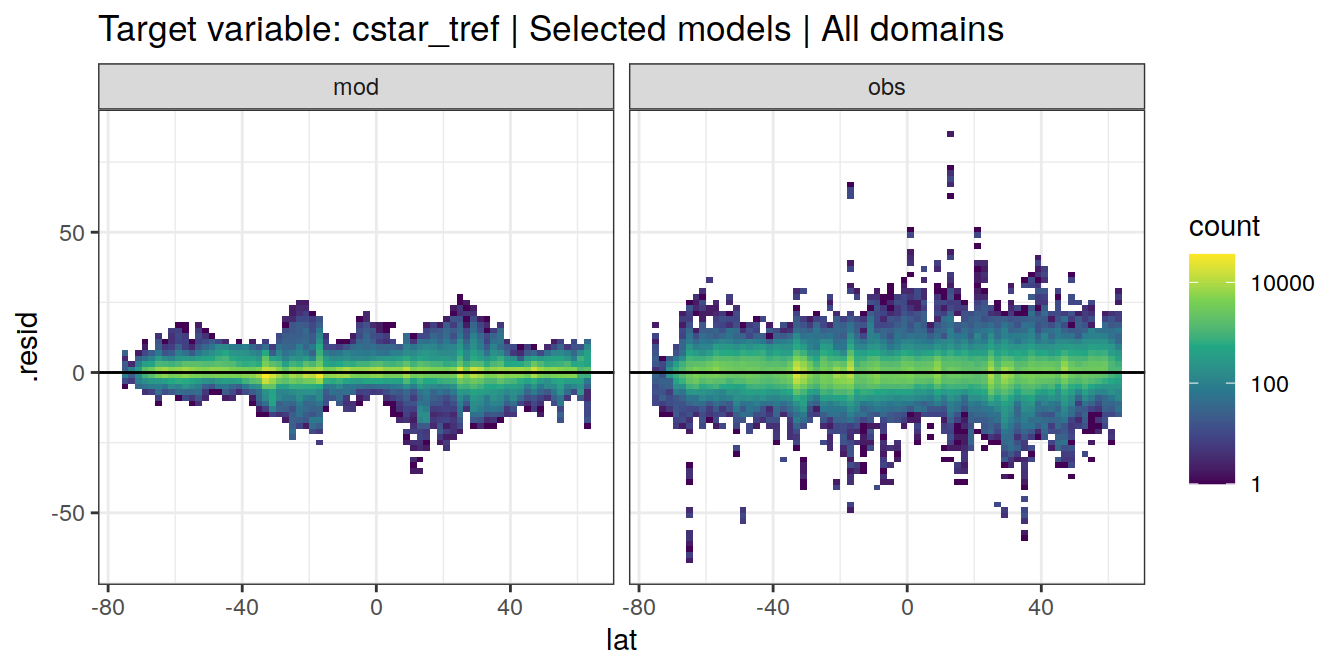 Target variable: cstar_tref | Selected models | All domains
mod
obs
.resid
50
0
-50
-80
-40
0
40
-80
-40
0
40
lat
count
10000
100
1